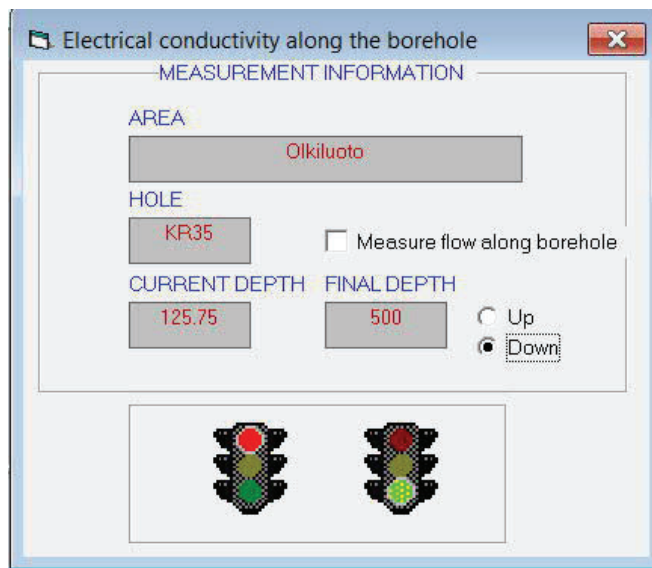 Electrical conductivity along the borehole
MEASUREMENT INFORMATION
AREA
Olkiluoto
HOLE
KR35
Measure flow along borehole
CURRENT DEPTH FINAL DEPTH
125.75 500
Up
Down